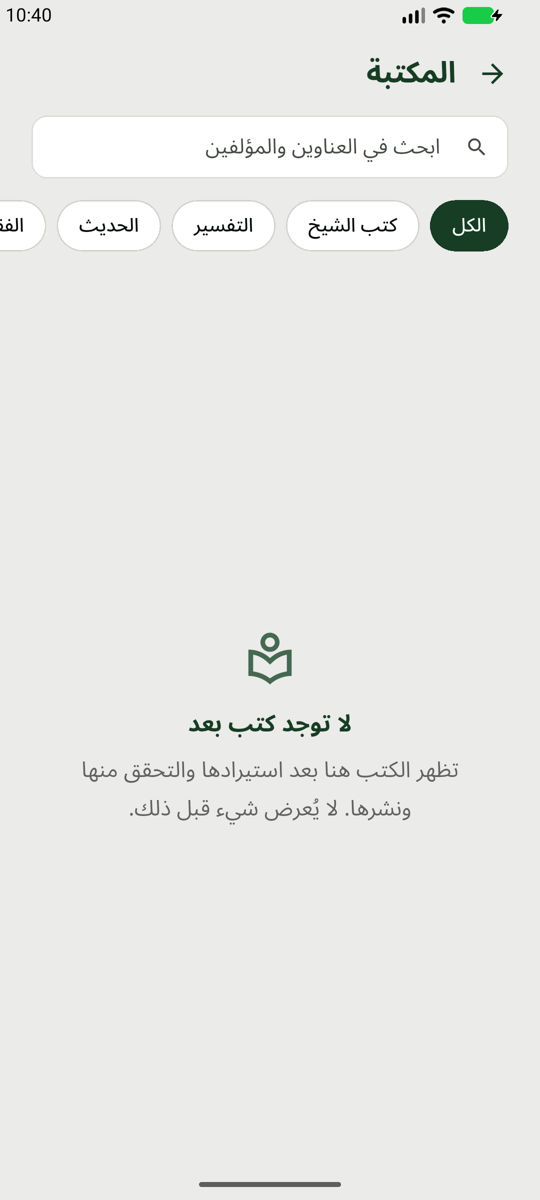 10:40
المكتبة
ابحث في العناوين والمؤلفين
الكل
كتب الشيخ
التفسير
الحديث
لا توجد كتب بعد
تظهر الكتب هنا بعد استيرادها والتحقق منها
ونشرها. لا يُعرض شيء قبل ذلك.